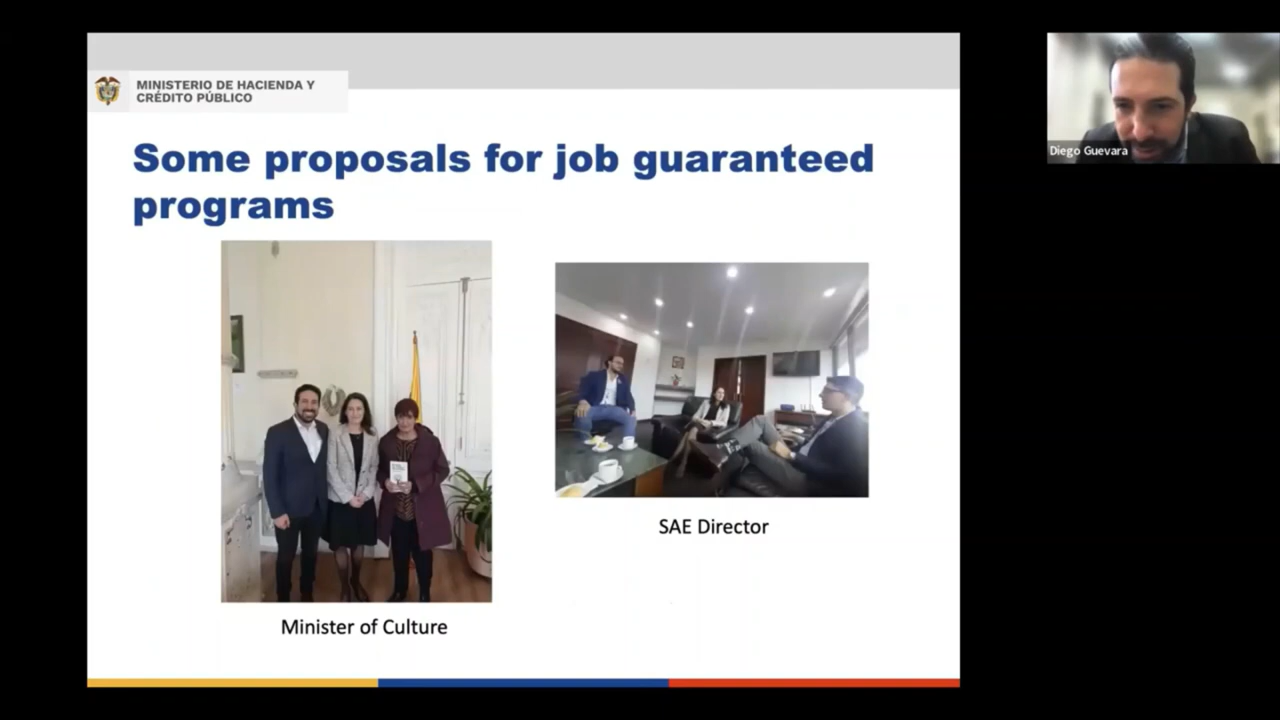 MINISTERIO DE HACIENDA Y
CRÉDITO PÚBLICO
Diego Guevara
Some proposals for job guaranteed
programs
SAE Director
Minister of Culture